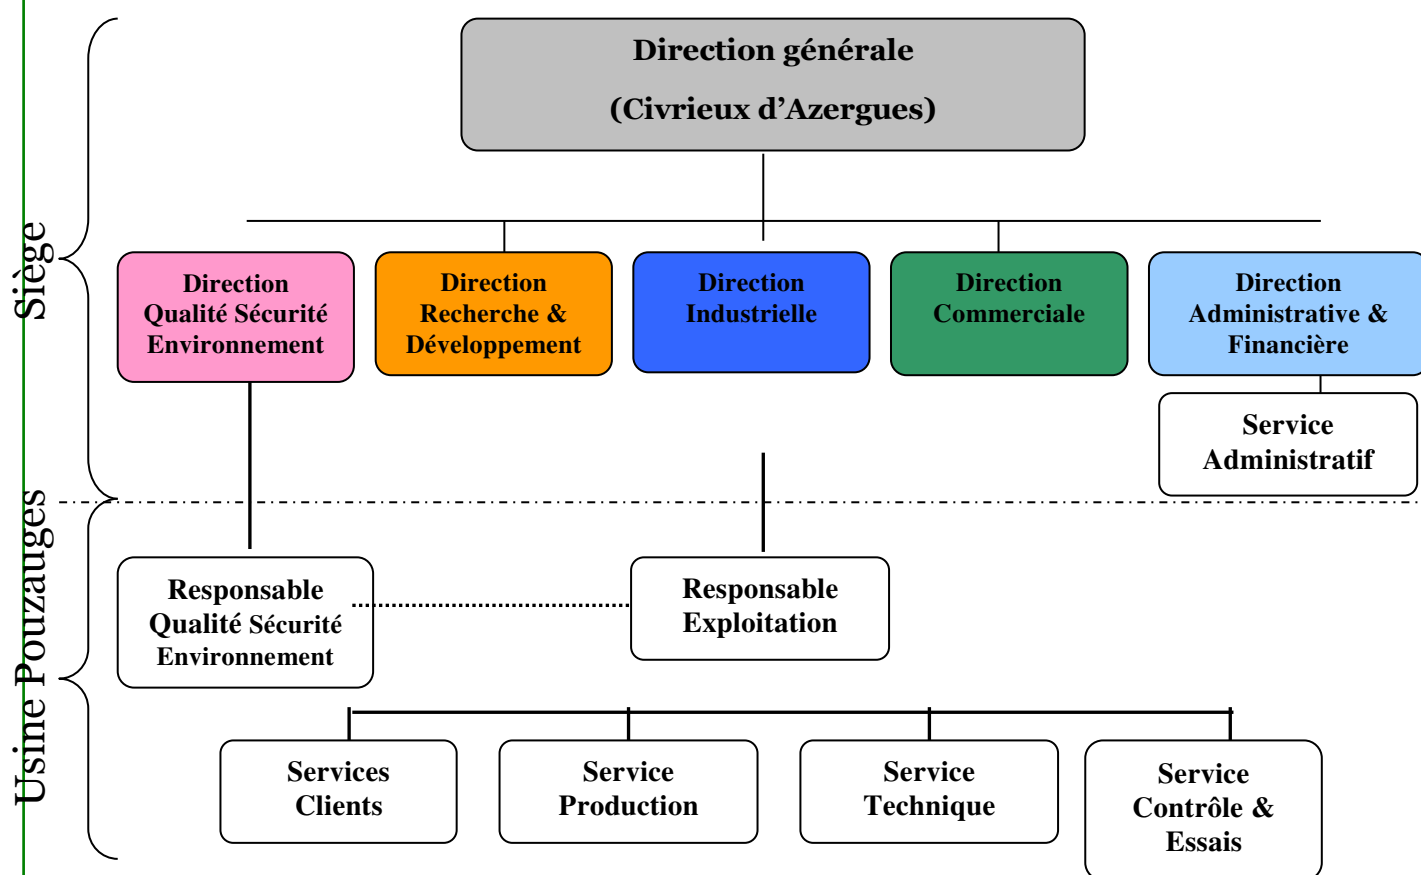 Direction générale
(Civrieux d’Azergues)
Siège
Direction
Qualité Sécurité
Environnement
Direction
Recherche &
Développement
Direction
Industrielle
Direction
Commerciale
Direction
Administrative &
Financière
Service
Administratif
Usine Pouzauges
Responsable
Qualité Sécurité
Environnement
Responsable
Exploitation
Services
Clients
Service
Production
Service
Technique
Service
Contrôle &
Essais